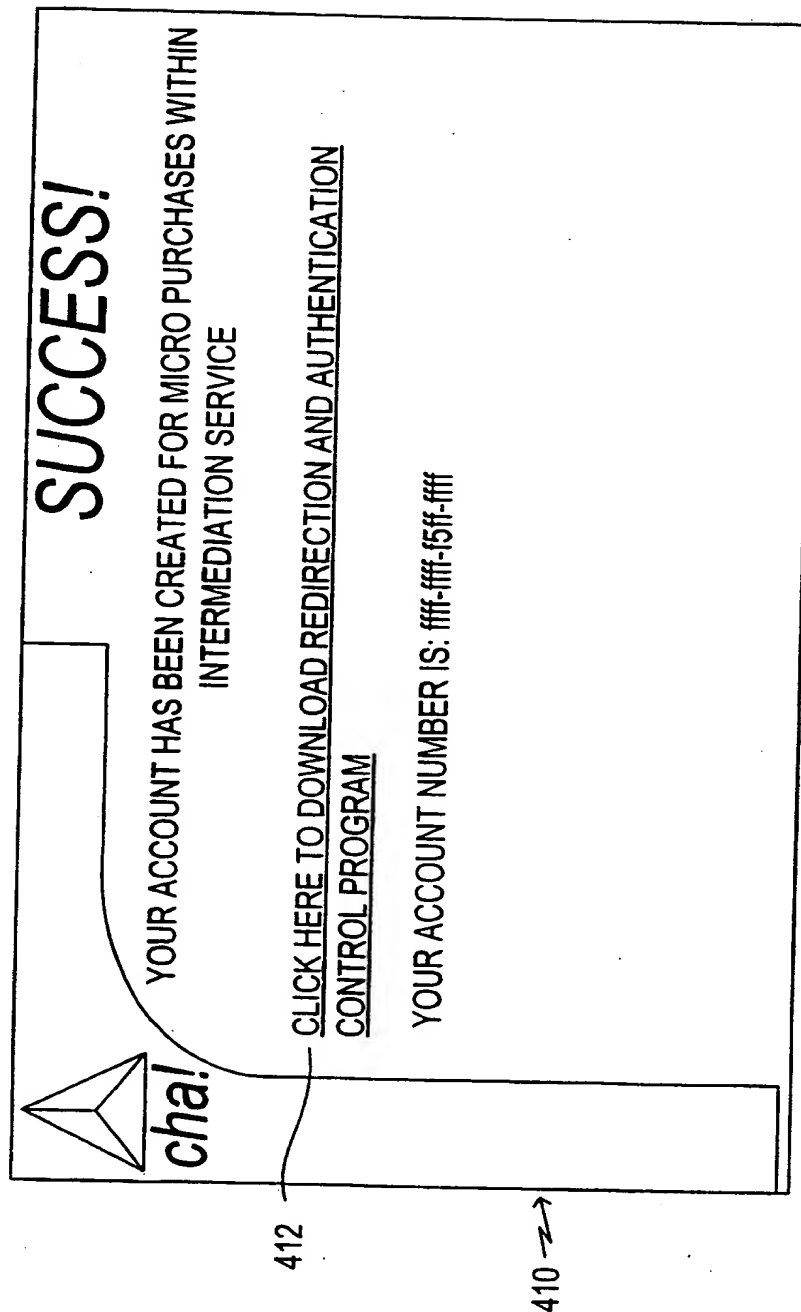 cha!
SUCCESS!
YOUR ACCOUNT HAS BEEN CREATED FOR MICRO PURCHASES WITHIN
INTERMEDIATION SERVICE
412
CLICK HERE TO DOWNLOAD REDIRECTION AND AUTHENTICATION
CONTROL PROGRAM
YOUR ACCOUNT NUMBER IS: ffff-ffff-f5ff-ffff
410